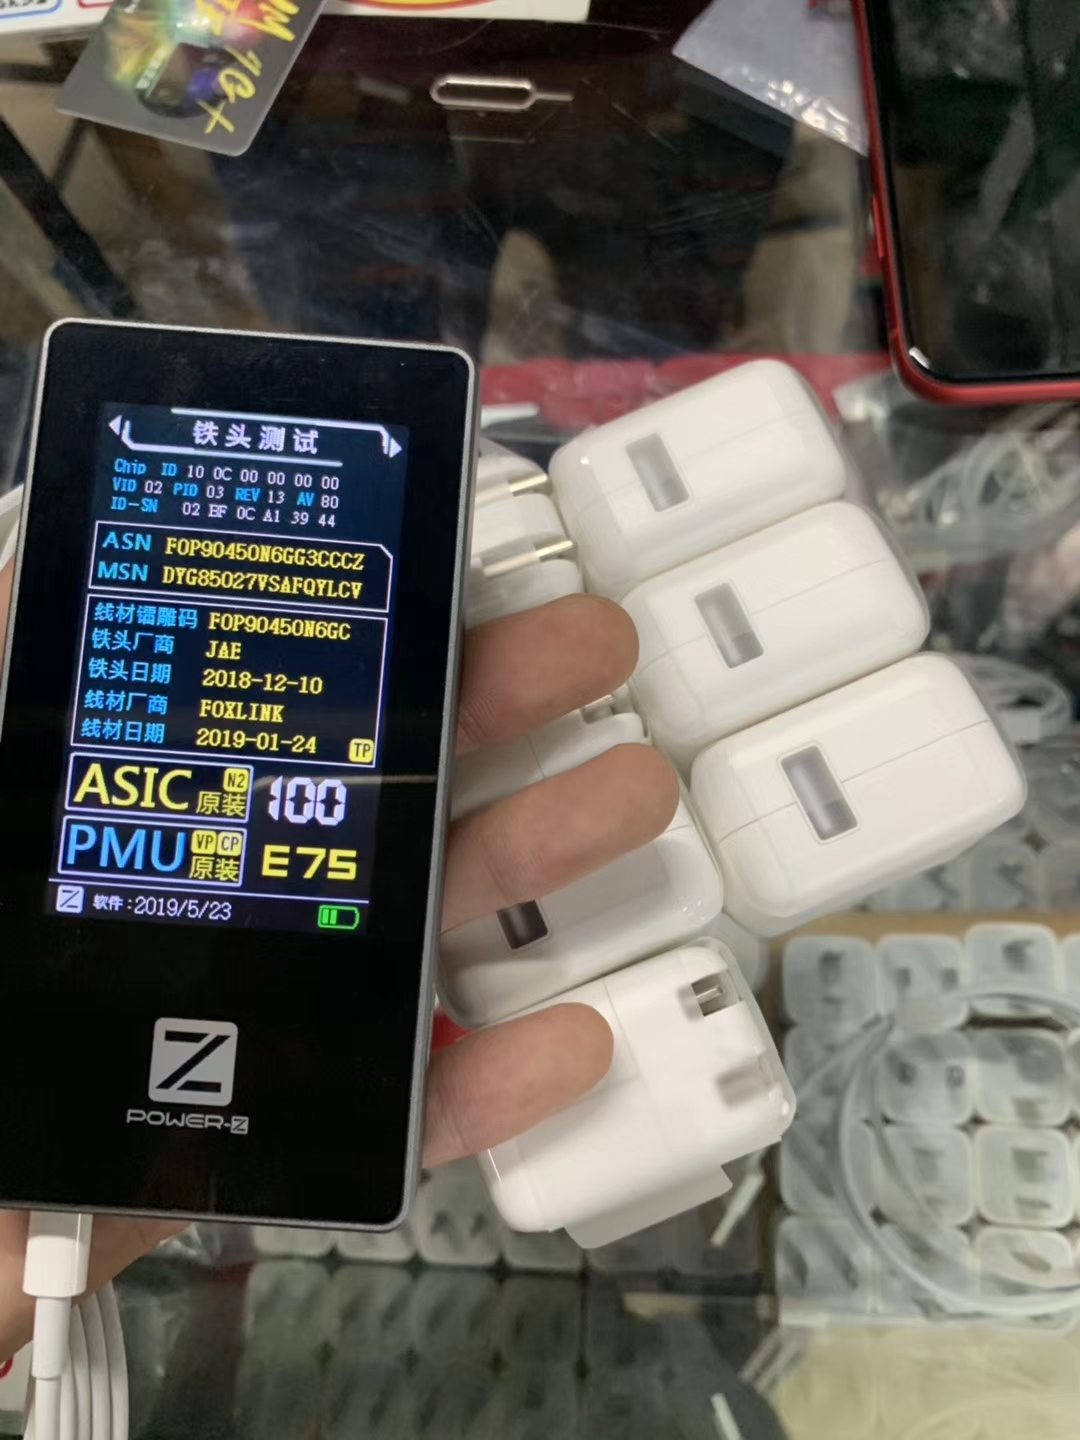 铁头测试
Chip ID 10 0C 00 00 00 00
VID 02 PID 03 REV 13 AV 80
ID-SN 02 BF 0C A1 39 44
ASN FOP90450N6GG3CCCZ
MSN DYG85027VSAFQYLCV
线材镭雕码 FOP90450N6GC
铁头厂商 JAE
铁头日期 2018-12-10
线材厂商 FOXLINK
线材日期 2019-01-24 TP
ASIC N2 原装 100
PMU VP CP 原装 E75
Z 软件:2019/5/23
Z
POWER-Z